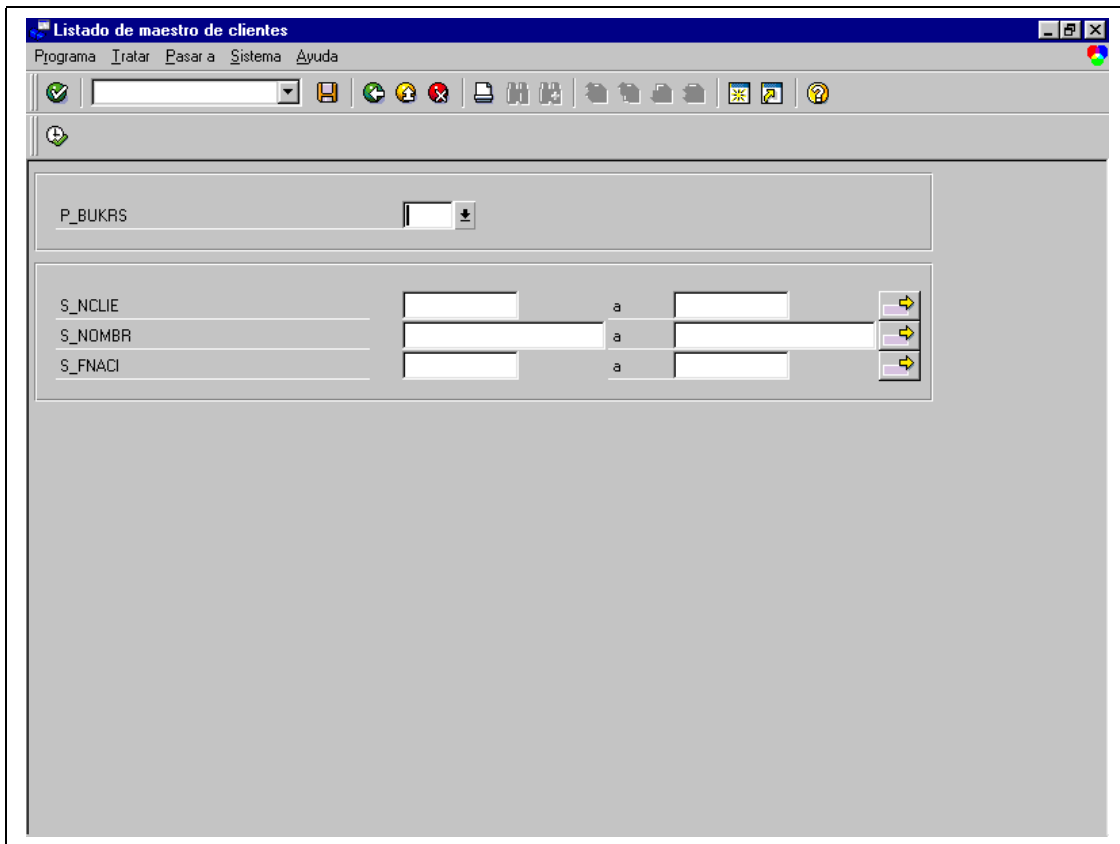 Listado de maestro de clientes
Programa Tratar Pasar a Sistema Ayuda
P_BUKRS
S_NCLIE a
S_NOMBR a
S_FNACI a